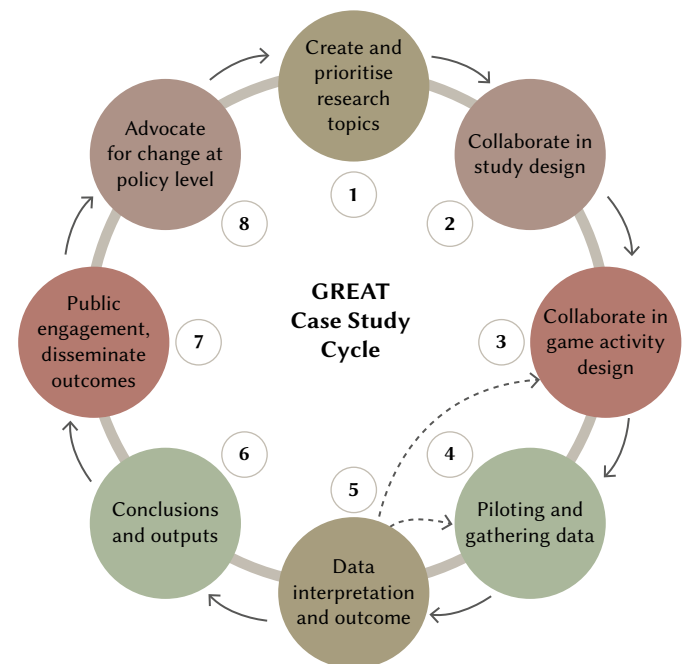 Create and
prioritise
research
topics
1
Collaborate in
study design
2
Collaborate in
game activity
design
3
Piloting and
gathering data
4
Data
interpretation
and outcome
5
Conclusions
and outputs
6
Public
engagement,
disseminate
outcomes
7
Advocate
for change at
policy level
8
GREAT
Case Study
Cycle